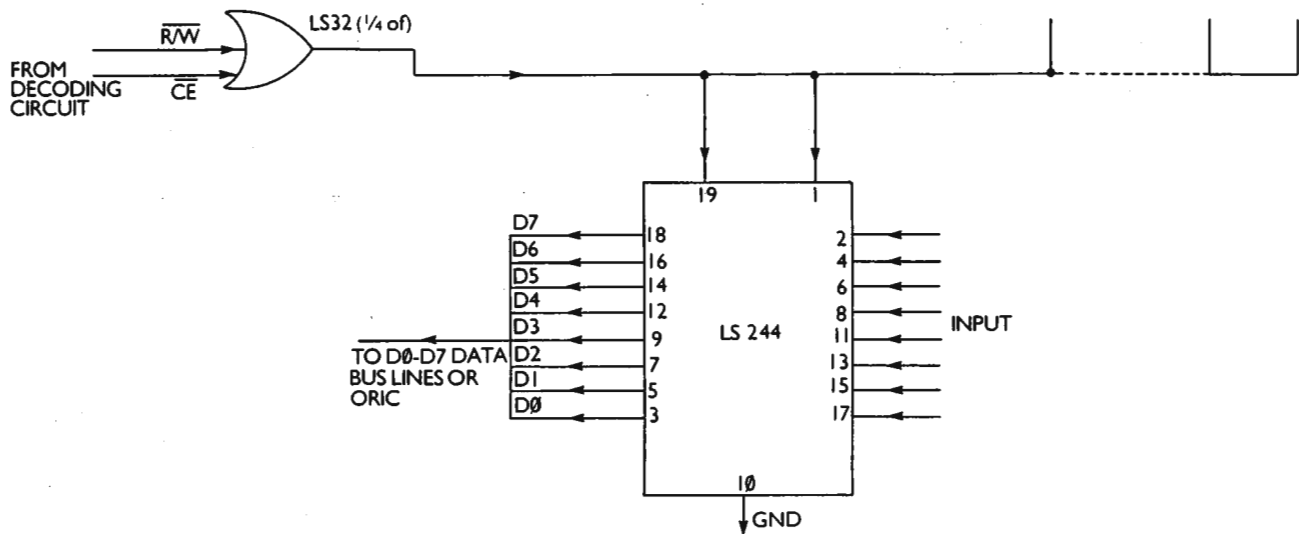 R/W
LS32 (1/4 of)
FROM
DECODING
CIRCUIT
CE
19
1
D7
18
2
D6
16
4
D5
14
6
D4
12
8
LS 244
INPUT
D3
9
11
TO DØ-D7 DATA
BUS LINES OR
ORIC
D2
7
13
D1
5
15
DØ
3
17
1Ø
GND